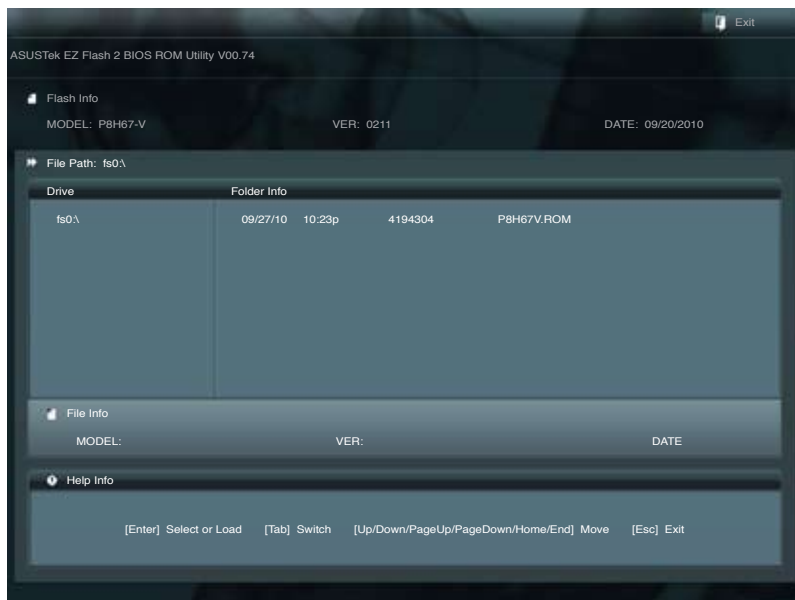 Exit
ASUSTek EZ Flash 2 BIOS ROM Utility V00.74
Flash Info
MODEL: P8H67-V VER: 0211 DATE: 09/20/2010
File Path: fs0:\
Drive Folder Info
fs0:\ 09/27/10 10:23p 4194304 P8H67V.ROM
File Info
MODEL: VER: DATE
Help Info
[Enter] Select or Load [Tab] Switch [Up/Down/PageUp/PageDown/Home/End] Move [Esc] Exit